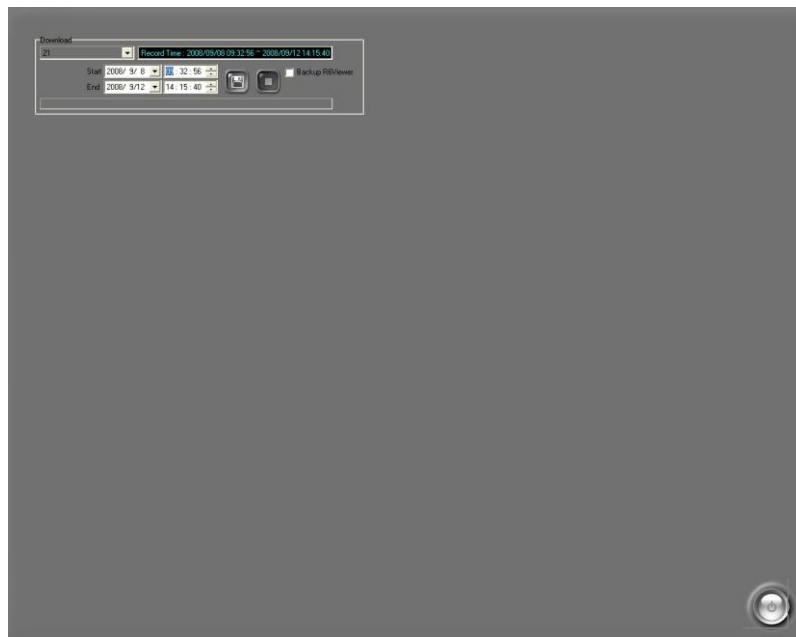 Download
21
Record Time : 2008/09/08 09:32:56 ~ 2008/09/12 14:15:40
Start 2008/ 9/ 8 09 : 32 : 56
Backup
End 2008/ 9/12 14 : 15 : 40